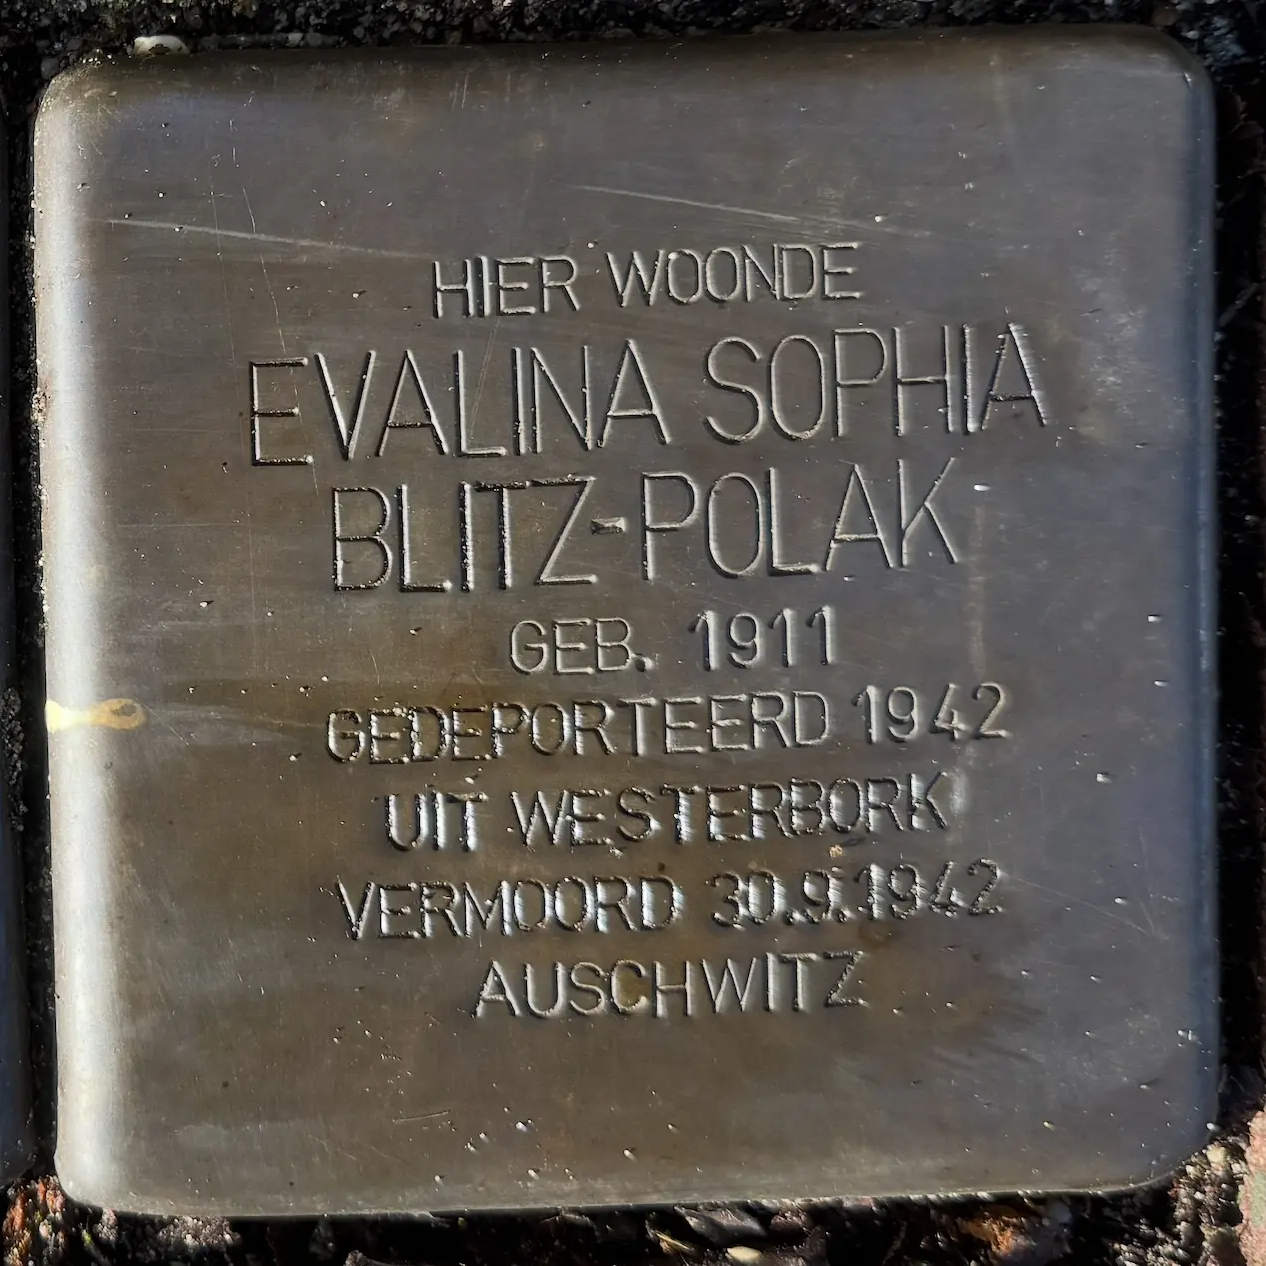 HIER WOONDE
EVALINA SOPHIA
BLITZ-POLAK
GEB. 1911
GEDEPORTEERD 1942
UIT WESTERBORK
VERMOORD 30.9.1942
AUSCHWITZ